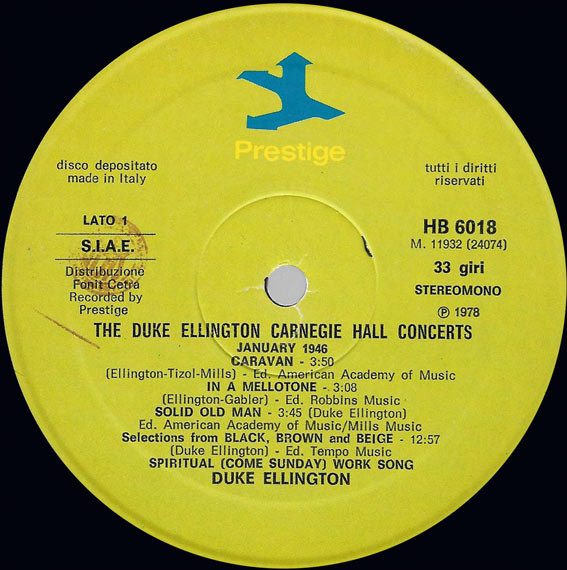 Prestige
disco depositato
made in Italy
tutti i diritti
riservati
LATO 1
S.I.A.E.
Distribuzione
Fonit Cetra
Recorded by
Prestige
HB 6018
M. 11932 (24074)
33 giri
STEREOMONO
Ⓟ 1978
THE DUKE ELLINGTON CARNEGIE HALL CONCERTS
JANUARY 1946
CARAVAN - 3:50
(Ellington-Tizol-Mills) - Ed. American Academy of Music
IN A MELLOTONE - 3:08
(Ellington-Gabler) - Ed. Robbins Music
SOLID OLD MAN - 3:45 (Duke Ellington)
Ed. American Academy of Music/Mills Music
Selections from BLACK, BROWN and BEIGE - 12:57
(Duke Ellington) - Ed. Tempo Music
SPIRITUAL (COME SUNDAY) WORK SONG
DUKE ELLINGTON